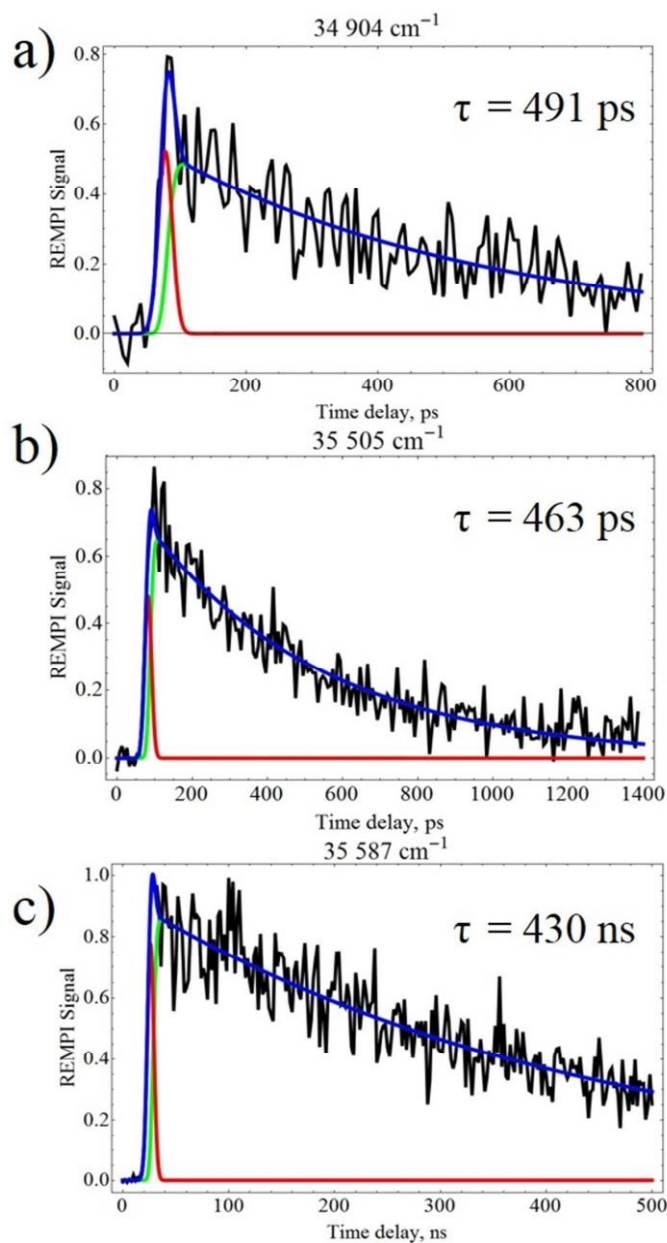 a)
34 904 cm⁻¹
τ = 491 ps
REMPI Signal
0.8
0.6
0.4
0.2
0.0
0 200 400 600 800
Time delay, ps
b)
35 505 cm⁻¹
τ = 463 ps
REMPI Signal
0.8
0.6
0.4
0.2
0.0
0 200 400 600 800 1000 1200 1400
Time delay, ps
c)
35 587 cm⁻¹
τ = 430 ns
REMPI Signal
1.0
0.8
0.6
0.4
0.2
0.0
0 100 200 300 400 500
Time delay, ns